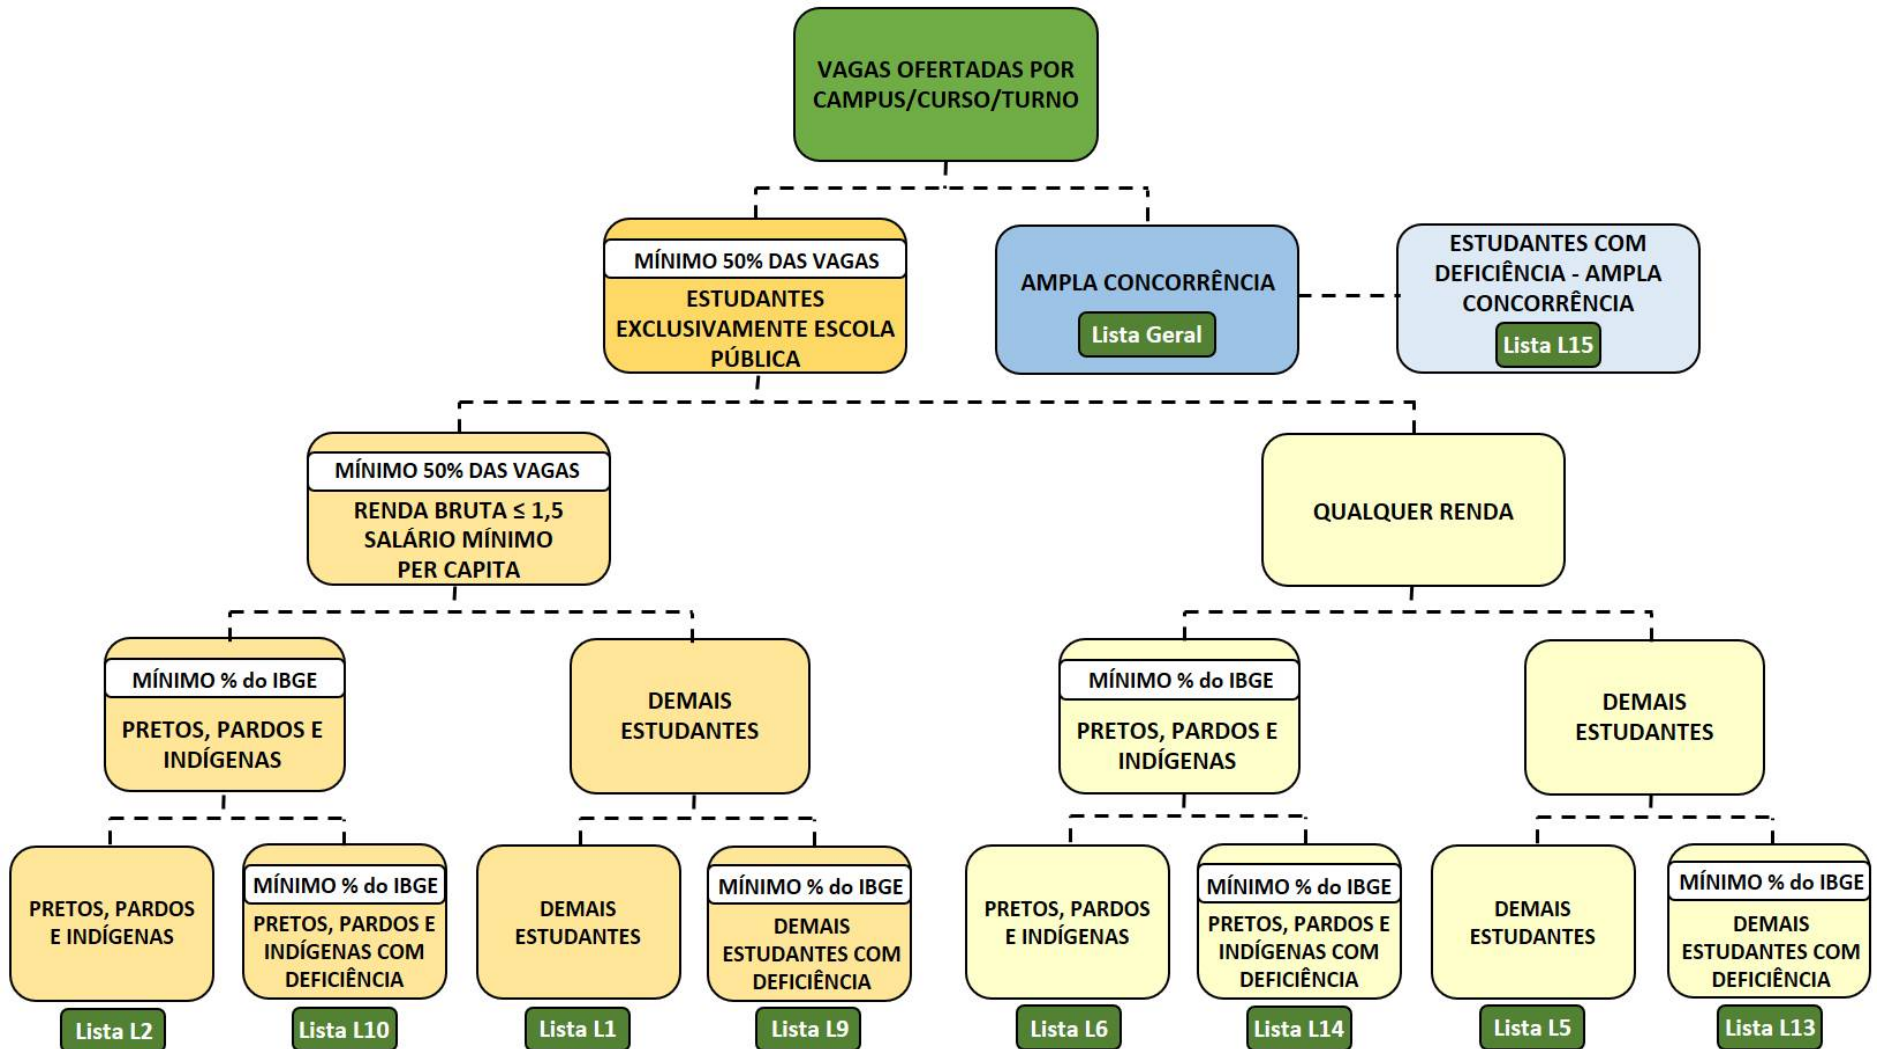 VAGAS OFERTADAS POR
CAMPUS/CURSO/TURNO
MÍNIMO 50% DAS VAGAS
ESTUDANTES
EXCLUSIVAMENTE ESCOLA
PÚBLICA
AMPLA CONCORRÊNCIA
Lista Geral
ESTUDANTES COM
DEFICIÊNCIA - AMPLA
CONCORRÊNCIA
Lista L15
MÍNIMO 50% DAS VAGAS
RENDA BRUTA ≤ 1,5
SALÁRIO MÍNIMO
PER CAPITA
QUALQUER RENDA
MÍNIMO % do IBGE
PRETOS, PARDOS E
INDÍGENAS
DEMAIS
ESTUDANTES
MÍNIMO % do IBGE
PRETOS, PARDOS E
INDÍGENAS
DEMAIS
ESTUDANTES
PRETOS, PARDOS
E INDÍGENAS
Lista L2
MÍNIMO % do IBGE
PRETOS, PARDOS E
INDÍGENAS COM
DEFICIÊNCIA
Lista L10
DEMAIS
ESTUDANTES
Lista L1
MÍNIMO % do IBGE
DEMAIS
ESTUDANTES COM
DEFICIÊNCIA
Lista L9
PRETOS, PARDOS
E INDÍGENAS
Lista L6
MÍNIMO % do IBGE
PRETOS, PARDOS E
INDÍGENAS COM
DEFICIÊNCIA
Lista L14
DEMAIS
ESTUDANTES
Lista L5
MÍNIMO % do IBGE
DEMAIS
ESTUDANTES COM
DEFICIÊNCIA
Lista L13